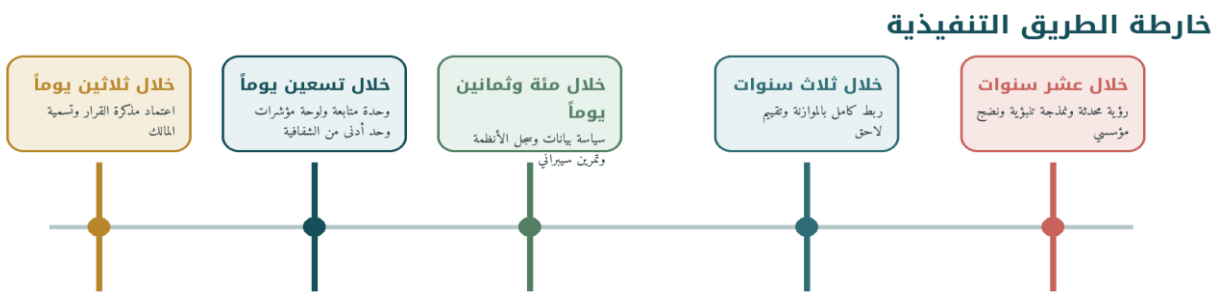 خارطة الطريق التنفيذية
خلال عشر سنوات
رؤية محدثة ونمذجة تنبؤية ونضج
مؤسسي
خلال ثلاث سنوات
ربط كامل بالموازنة وتقييم
لاحق
خلال مئة وثمانين
يوماً
سياسة بيانات وسجل الأنظمة
وتمرين سيبراني
خلال تسعين يوماً
وحدة متابعة ولوحة مؤشرات
وحد أدنى من الشفافية
خلال ثلاثين يوماً
اعتماد مذكرة القرار وتسمية
المالك